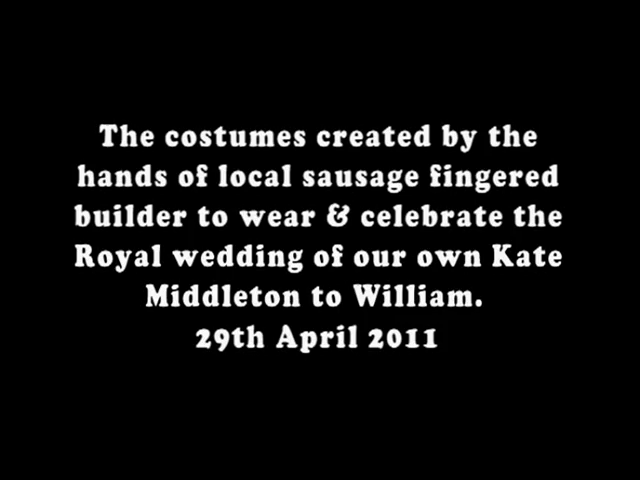 The costumes created by the
hands of local sausage fingered
builder to wear & celebrate the
Royal wedding of our own Kate
Middleton to William.
29th April 2011